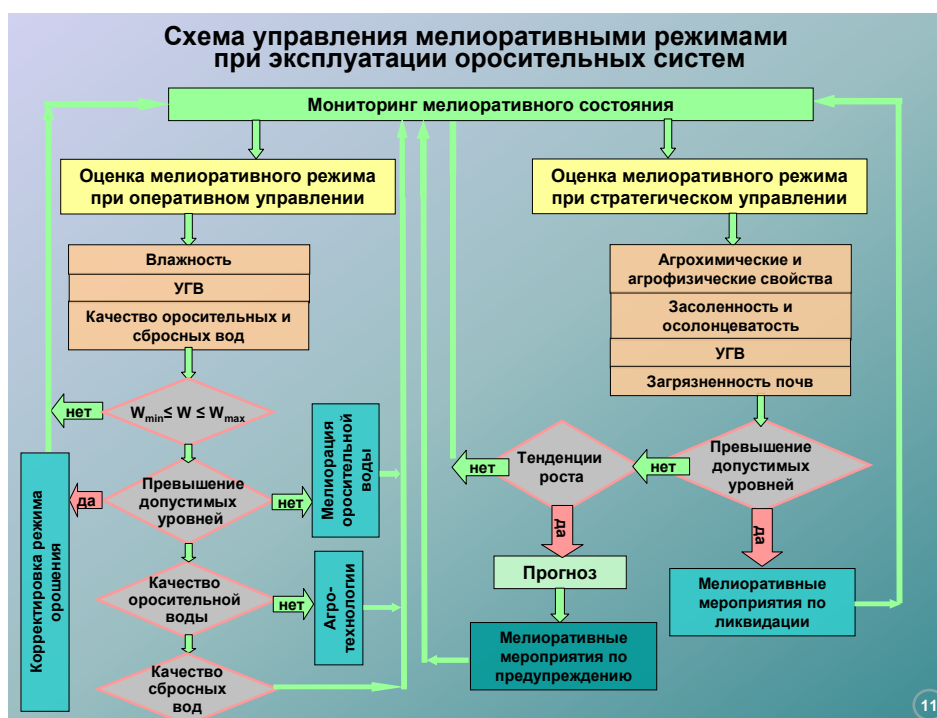 Схема управления мелиоративными режимами
при эксплуатации оросительных систем
Мониторинг мелиоративного состояния
Оценка мелиоративного режима
при оперативном управлении
Влажность
УГВ
Качество оросительных и
сбросных вод
нет
Wmin≤ W ≤ Wmax
да
Превышение
допустимых
уровней
нет
Мелиорация
оросительной
воды
Корректировка режима
орошения
Качество
оросительной
воды
нет
Агро-
технологии
Качество
сбросных
вод
Оценка мелиоративного режима
при стратегическом управлении
Агрохимические и
агрофизические свойства
Засоленность и
осолонцеватость
УГВ
Загрязненность почв
Превышение
допустимых
уровней
нет
Тенденции
роста
нет
да
да
Прогноз
Мелиоративные
мероприятия по
предупреждению
Мелиоративные
мероприятия по
ликвидации
11